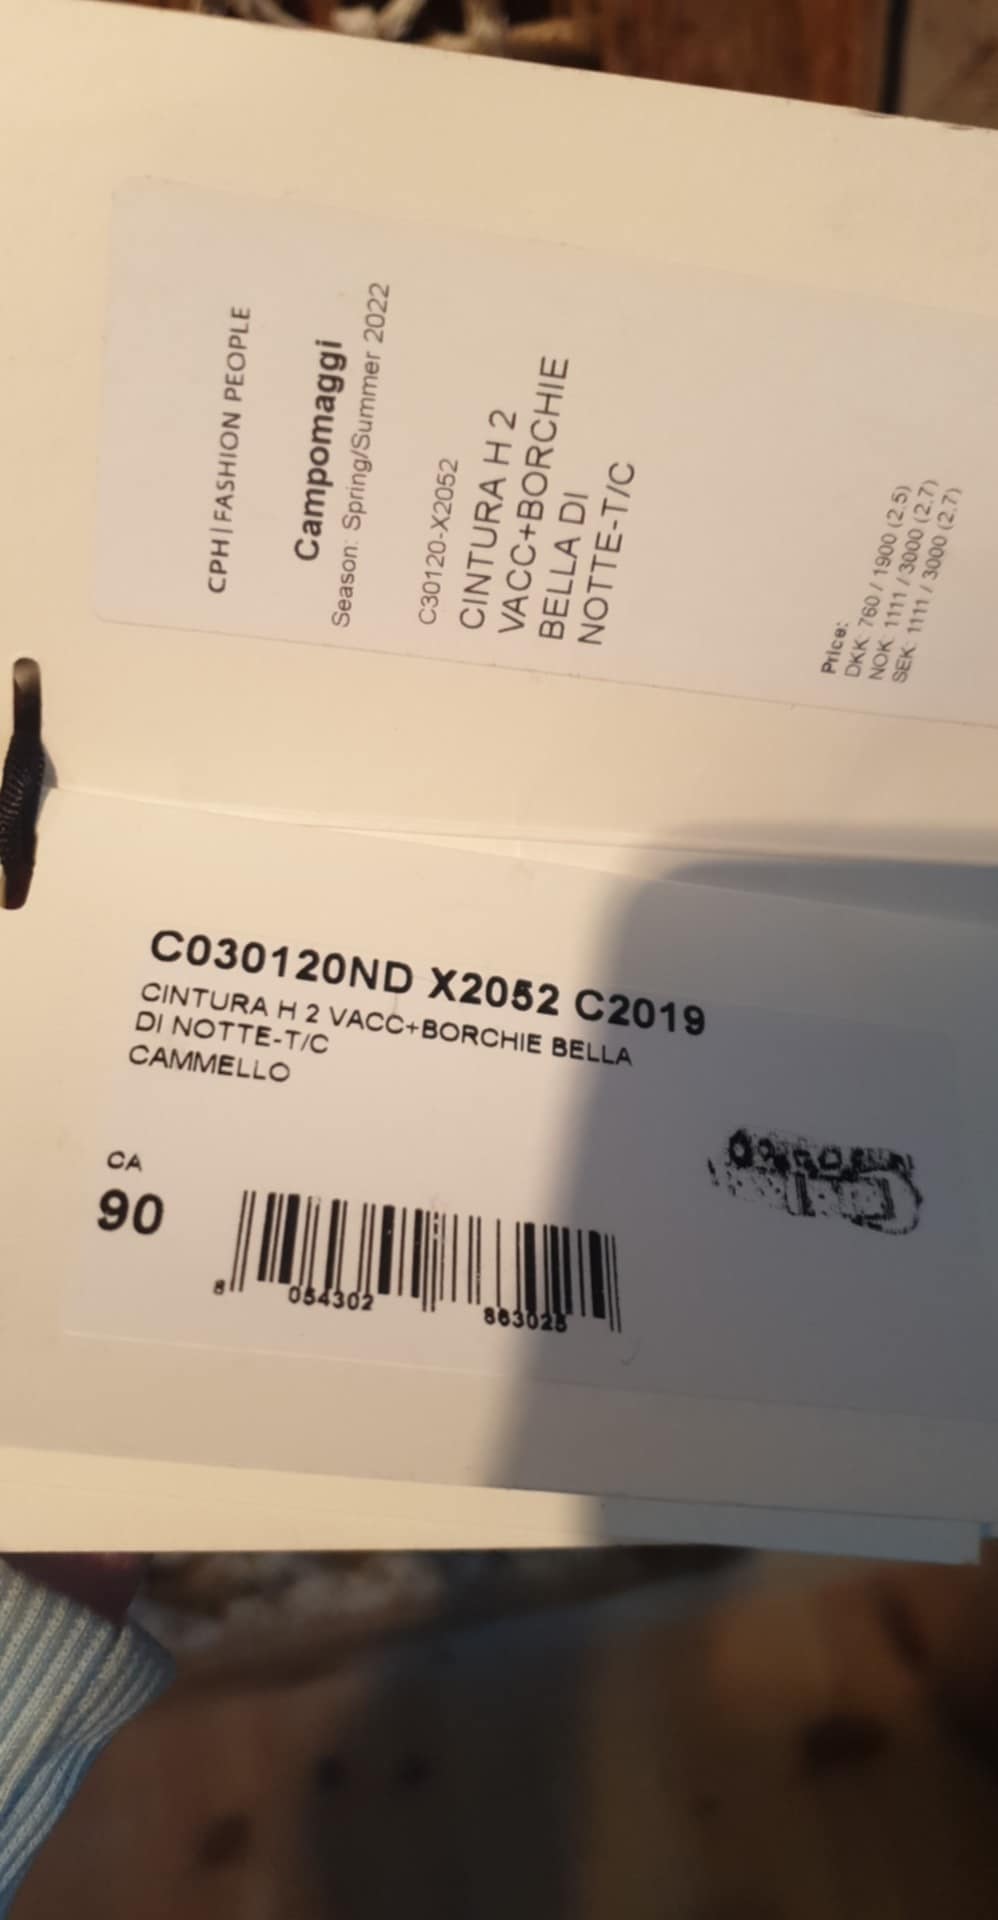 CPH|FASHION PEOPLE
Campomaggi
Season: Spring/Summer 2022
C30120-X2052
CINTURA H 2
VACC+BORCHIE
BELLA DI
NOTTE-T/C
Price:
DKK: 760 / 1900 (2.5)
NOK: 1111 / 3000 (2.7)
SEK: 1111 / 3000 (2.7)
C030120ND X2052 C2019
CINTURA H 2 VACC+BORCHIE BELLA
DI NOTTE-T/C
CAMMELLO
CA
90
8 054302 863025